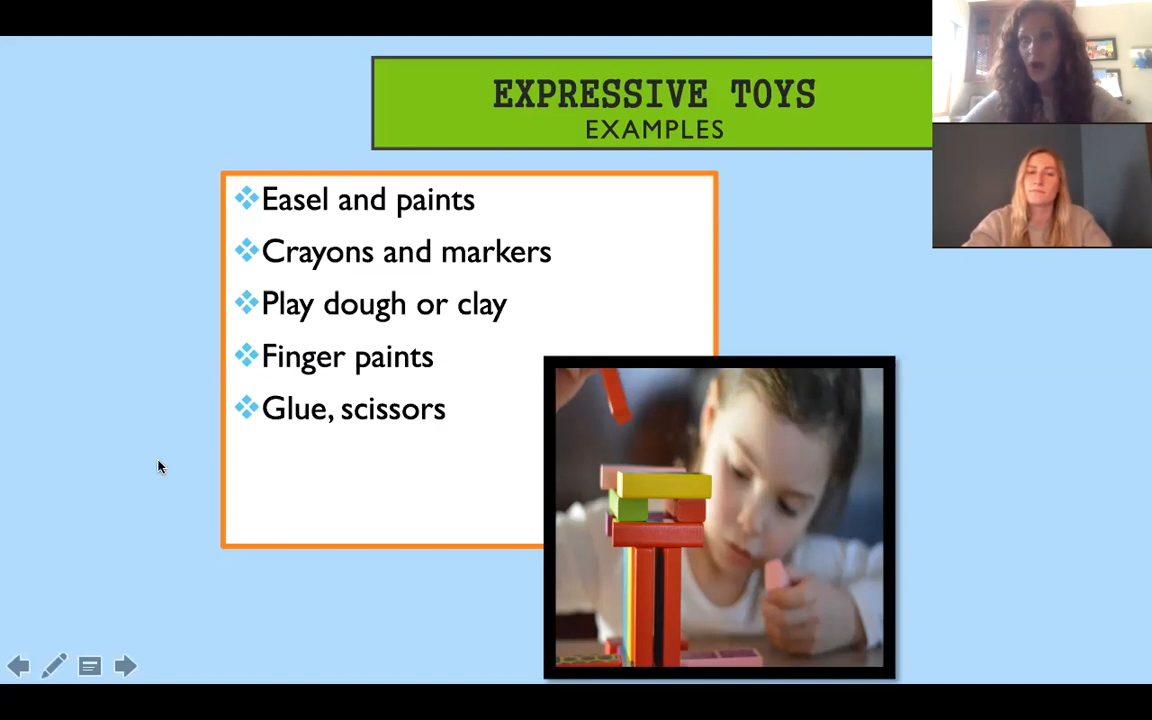 EXPRESSIVE TOYS
EXAMPLES
Easel and paints
Crayons and markers
Play dough or clay
Finger paints
Glue, scissors